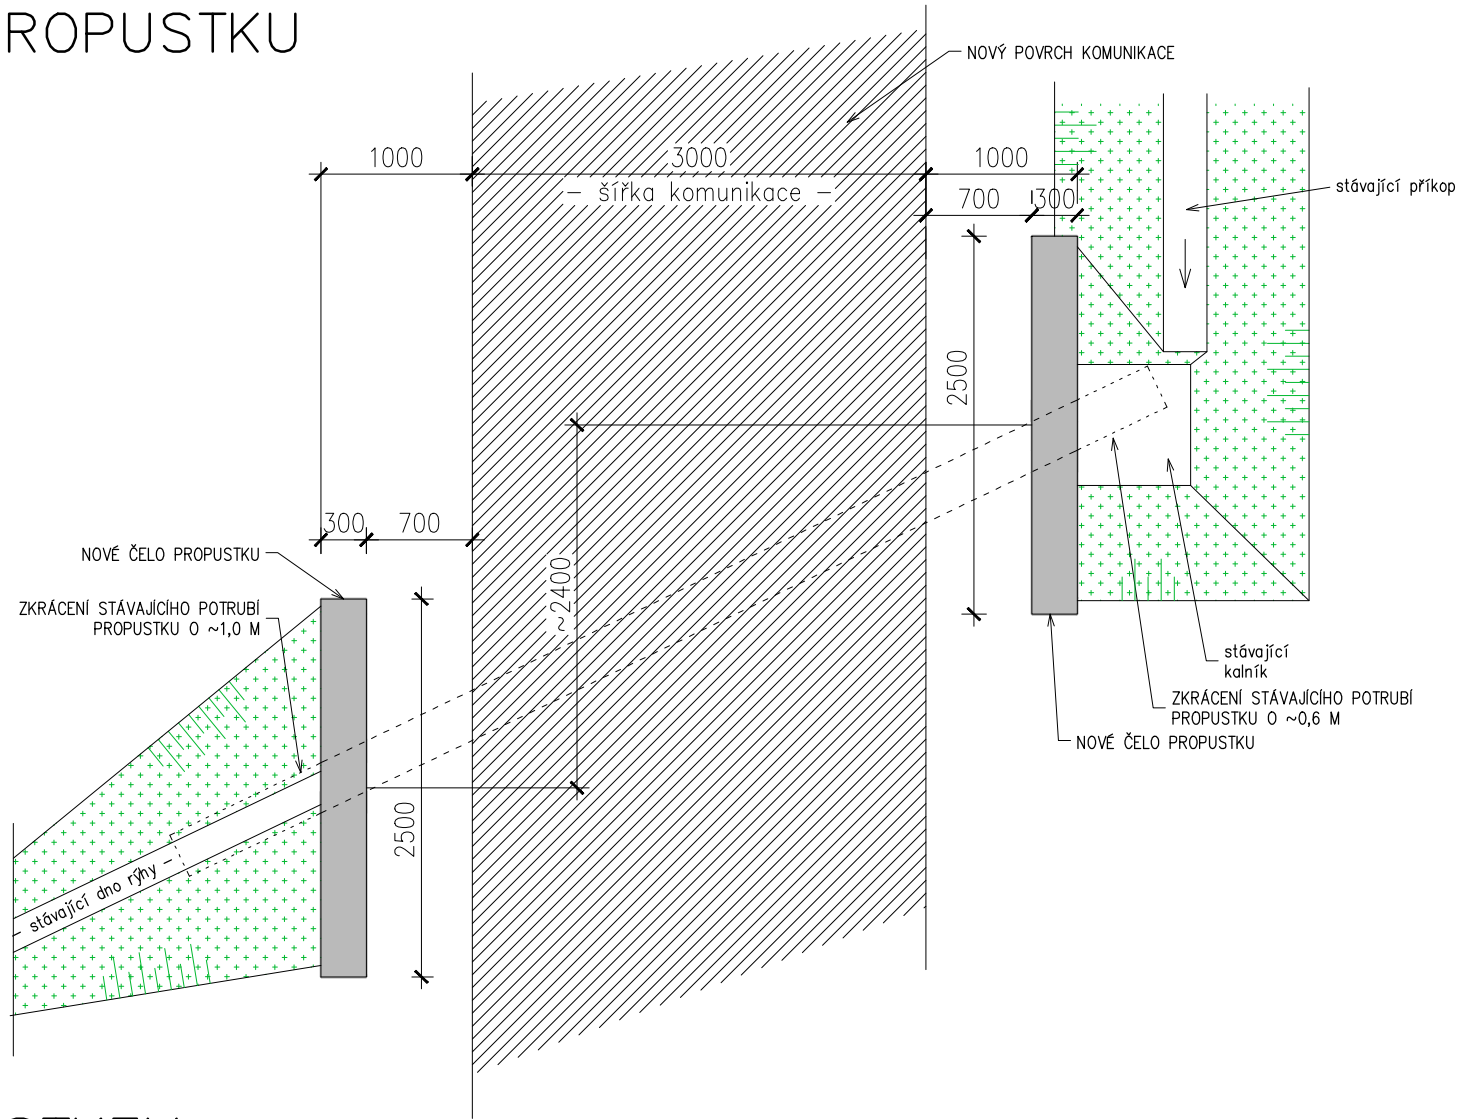 ROPUSTKU
NOVÝ POVRCH KOMUNIKACE
1000
3000
1000
– šířka komunikace –
700
300
stávající příkop
2500
300
700
NOVÉ ČELO PROPUSTKU
~2400
ZKRÁCENÍ STÁVAJÍCÍHO POTRUBÍ
PROPUSTKU O ~1,0 M
stávající
kalník
ZKRÁCENÍ STÁVAJÍCÍHO POTRUBÍ
PROPUSTKU O ~0,6 M
NOVÉ ČELO PROPUSTKU
2500
– stávající dno rýhy –